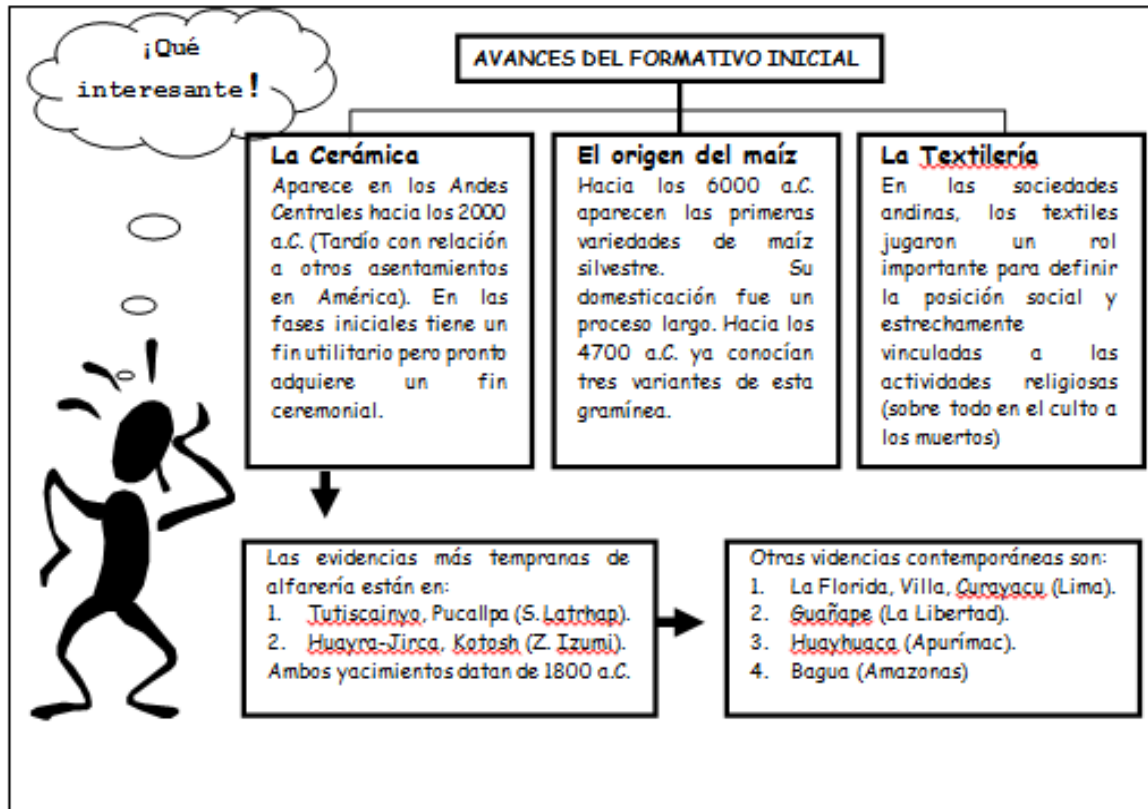 ¡Qué
interesante!
AVANCES DEL FORMATIVO INICIAL
La Cerámica
Aparece en los Andes
Centrales hacia los 2000
a.C. (Tardío con relación
a otros asentamientos
en América). En las
fases iniciales tiene un
fin utilitario pero pronto
adquiere un fin
ceremonial.
El origen del maíz
Hacia los 6000 a.C.
aparecen las primeras
variedades de maíz
silvestre. Su
domesticación fue un
proceso largo. Hacia los
4700 a.C. ya conocían
tres variantes de esta
gramínea.
La Textilería
En las sociedades
andinas, los textiles
jugaron un rol
importante para definir
la posición social y
estrechamente
vinculadas a las
actividades religiosas
(sobre todo en el culto a
los muertos)
Las evidencias más tempranas de
alfarería están en:
1. Tutiscainyo, Pucallpa (S. Latrhap).
2. Huayra-Jirca, Kotosh (Z. Izumi).
Ambos yacimientos datan de 1800 a.C.
Otras videncias contemporáneas son:
1. La Florida, Villa, Curayacu (Lima).
2. Guañape (La Libertad).
3. Huayhuaca (Apurímac).
4. Bagua (Amazonas)